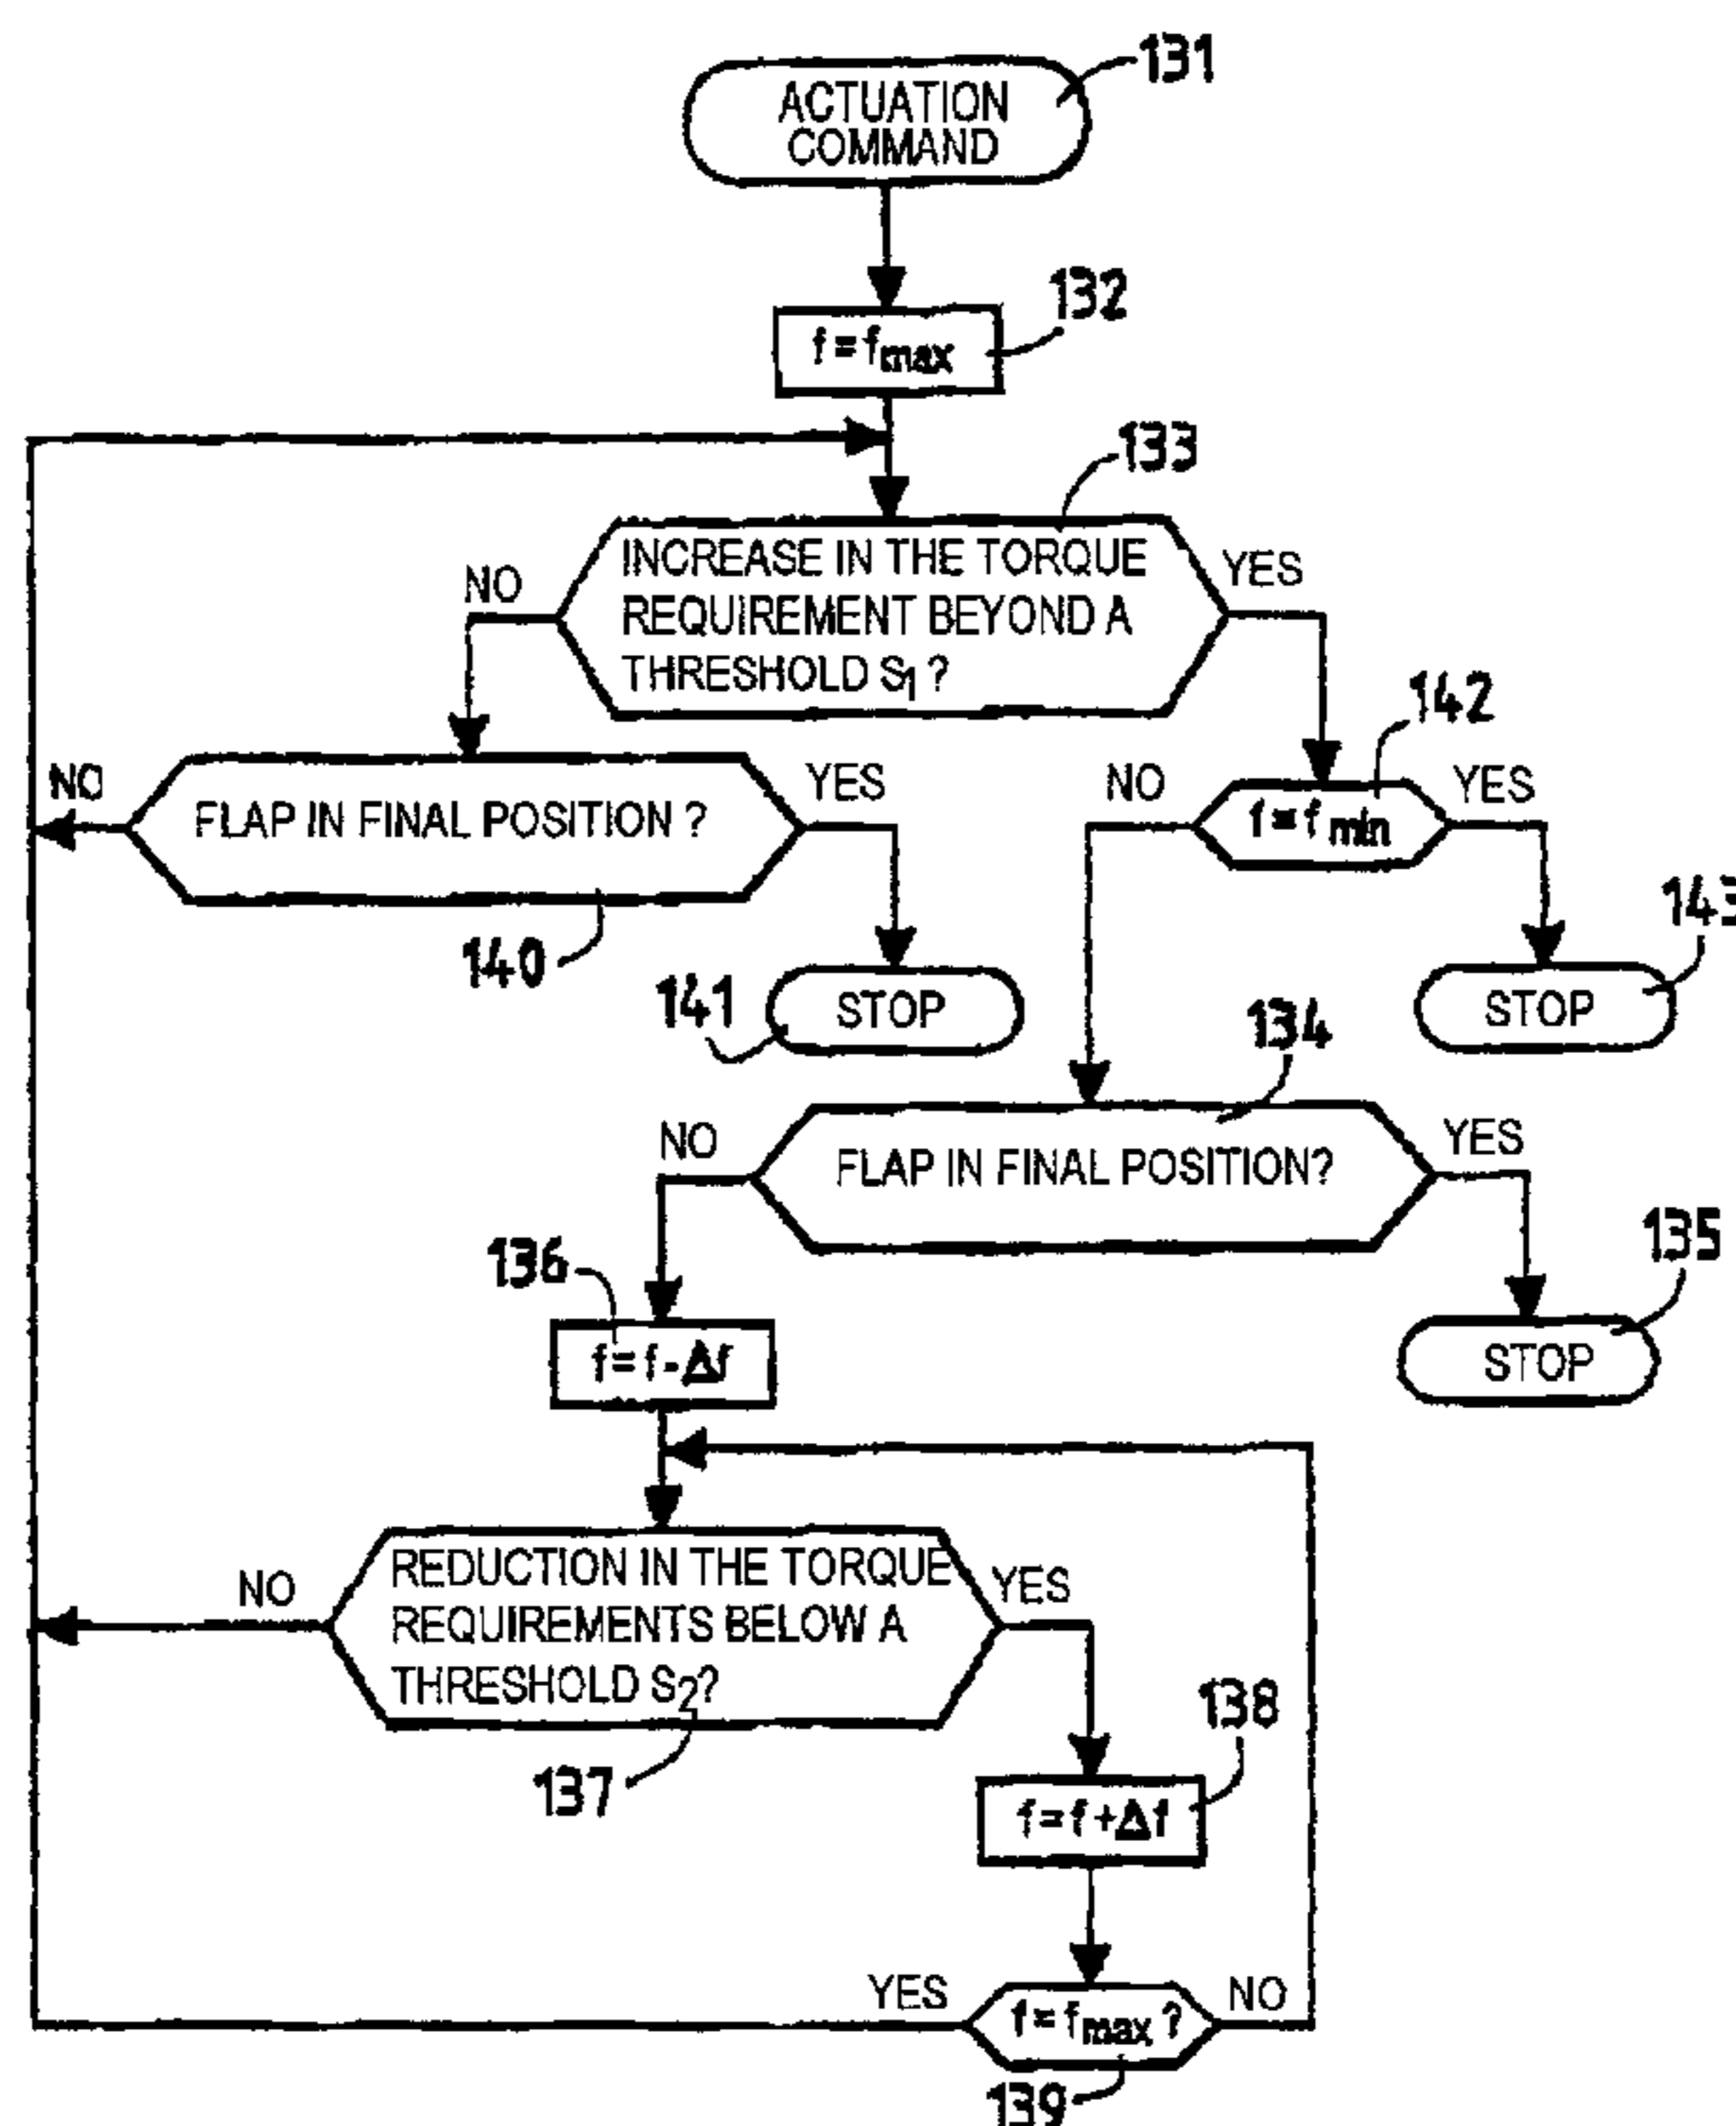 131
ACTUATION
COMMAND
132
f = fmax
133
NO
INCREASE IN THE TORQUE
REQUIREMENT BEYOND A
THRESHOLD S1 ?
YES
142
NO
FLAP IN FINAL POSITION ?
YES
NO
f = f min
YES
140
143
141
STOP
STOP
134
NO
FLAP IN FINAL POSITION?
YES
136
135
f = f - Δf
STOP
NO
REDUCTION IN THE TORQUE
REQUIREMENTS BELOW A
THRESHOLD S2?
YES
138
137
f = f + Δf
YES
f = fmax ?
NO
139